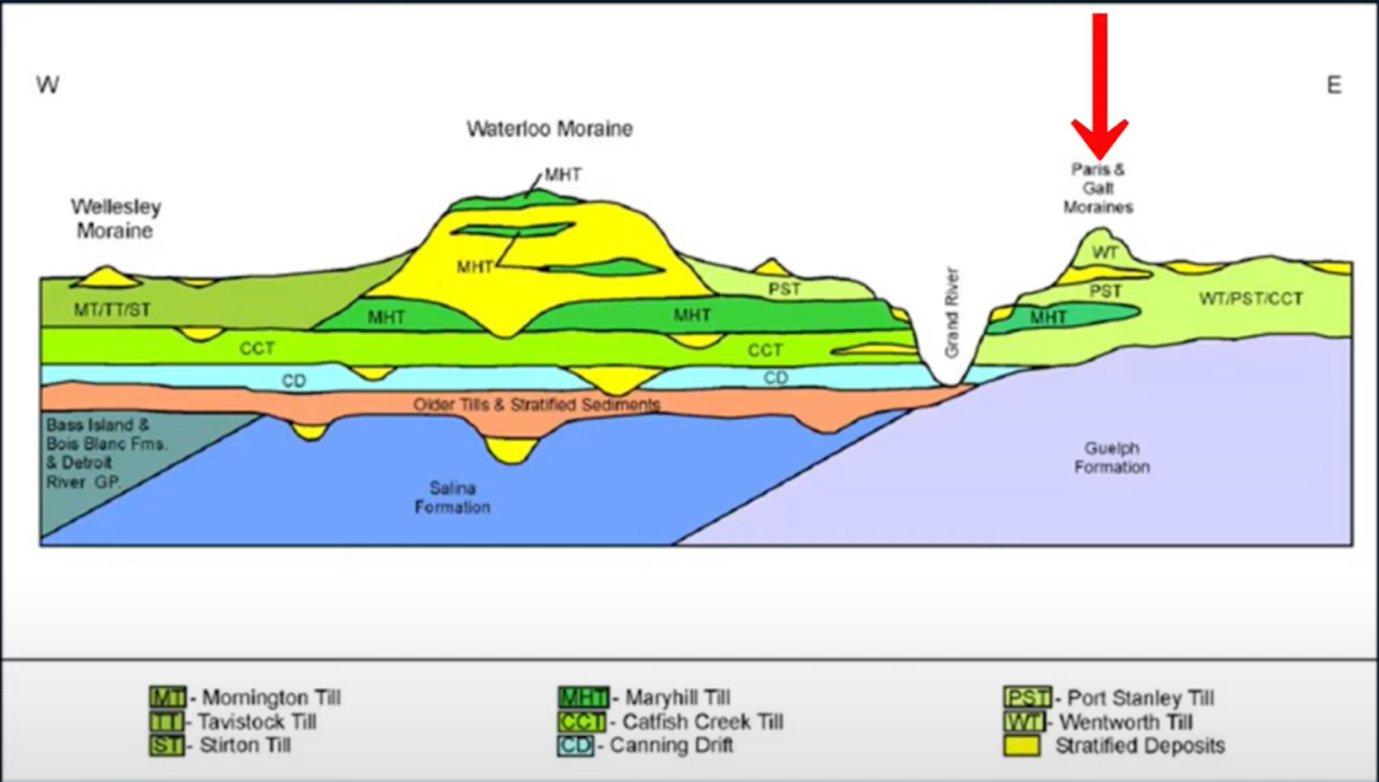 W
E
Waterloo Moraine
MHT
Paris &
Galt
Moraines
Wellesley
Moraine
WT
MHT
PST
PST
Grand River
WT/PST/CCT
MT/TT/ST
MHT
MHT
MHT
CCT
CCT
CD
CD
Older Tills & Stratified Sediments
Bass Island &
Bois Blanc Fms.
& Detroit
River GP.
Salina
Formation
Guelph
Formation
MT - Mornington Till
TT - Tavistock Till
ST - Stirton Till
MHT - Maryhill Till
CCT - Catfish Creek Till
CD - Canning Drift
PST - Port Stanley Till
WT - Wentworth Till
Stratified Deposits